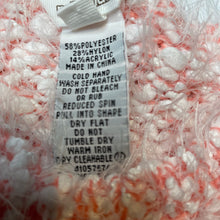 58%POLYESTER
28%NYLON
14%ACRYLIC
MADE IN CHINA
COLD HAND
WASH SEPARATELY
DO NOT BLEACH
OR RUB
REDUCED SPIN
PULL INTO SHAPE
DRY FLAT
DO NOT
TUMBLE DRY
WARM IRON
DRY CLEANABLE